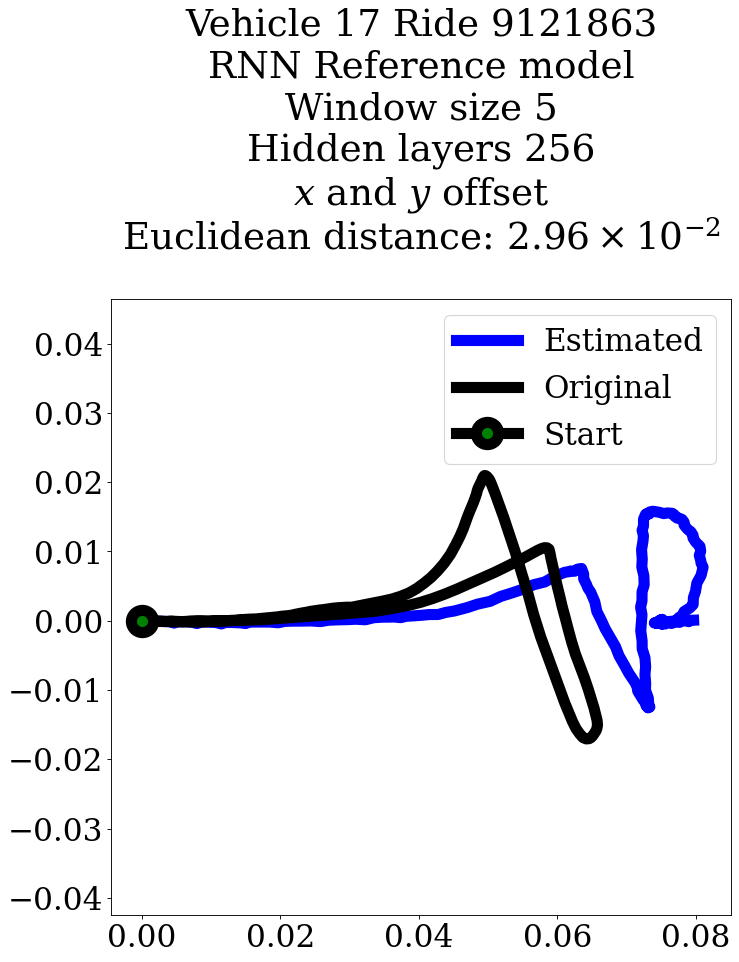 Vehicle 17 Ride 9121863
RNN Reference model
Window size 5
Hidden layers 256
x and y offset
Euclidean distance: 2.96 × 10⁻²
Estimated
Original
Start
0.04
0.03
0.02
0.01
0.00
−0.01
−0.02
−0.03
−0.04
0.00 0.02 0.04 0.06 0.08